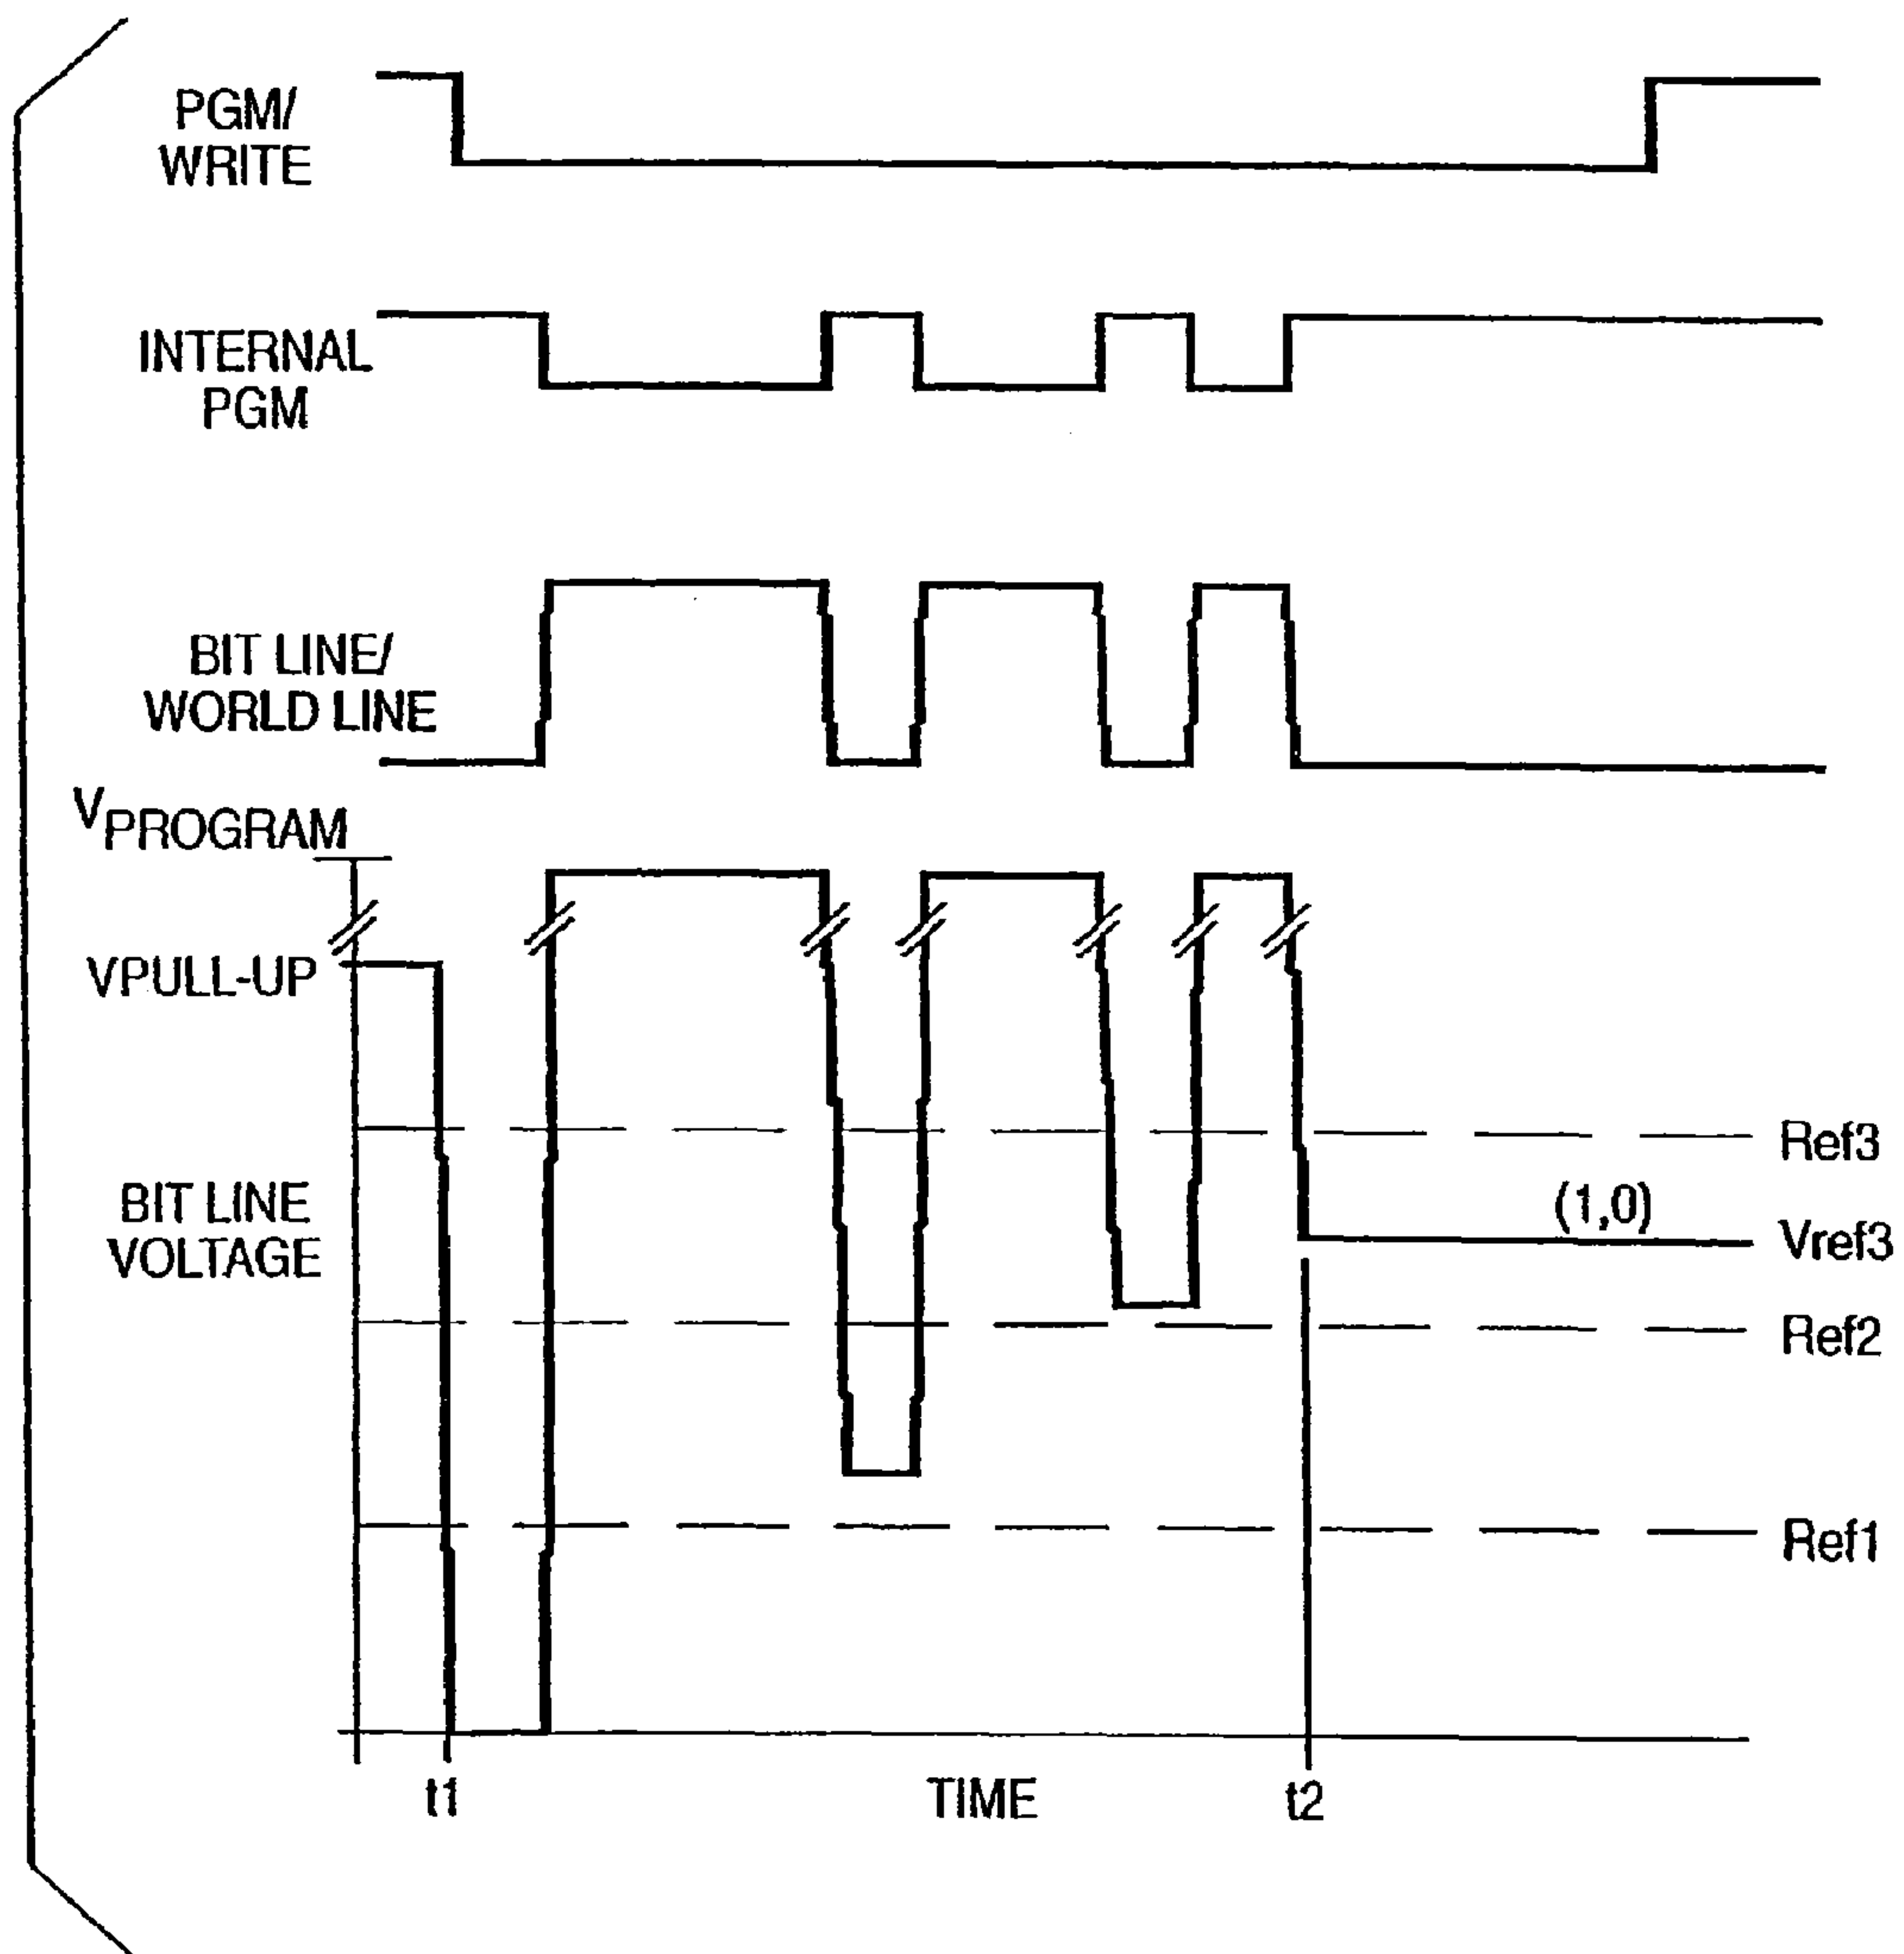 PGM/
WRITE
INTERNAL
PGM
BIT LINE/
WORLD LINE
VPROGRAM
VPULL-UP
Ref3
(1,0)
BIT LINE
VOLTAGE
Vref3
Ref2
Ref1
t1
TIME
t2